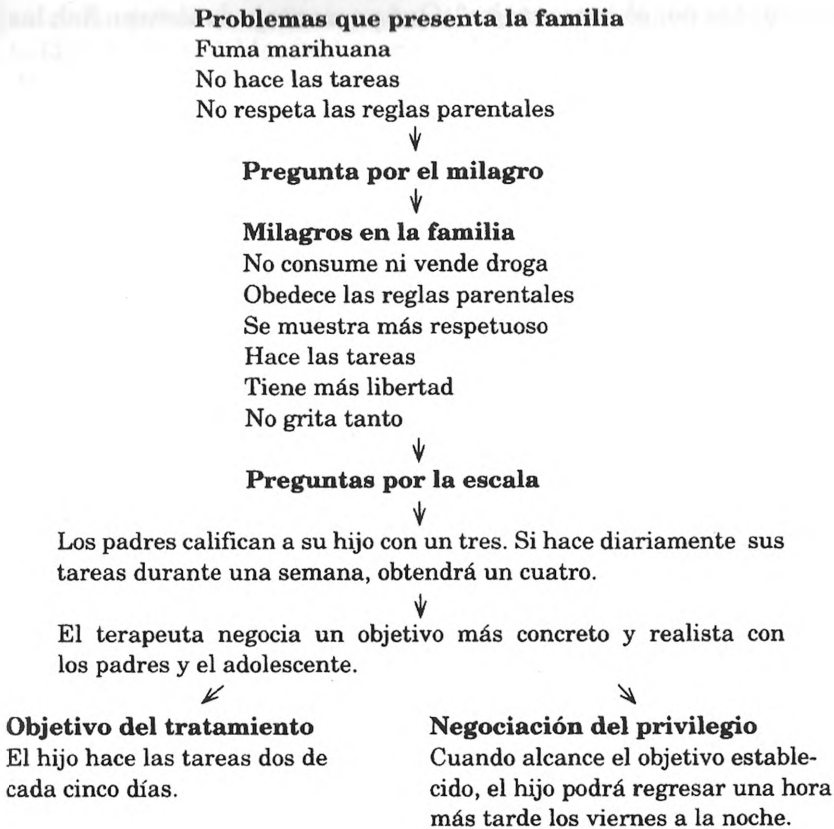 Problemas que presenta la familia
Fuma marihuana
No hace las tareas
No respeta las reglas parentales
Pregunta por el milagro
Milagros en la familia
No consume ni vende droga
Obedece las reglas parentales
Se muestra más respetuoso
Hace las tareas
Tiene más libertad
No grita tanto
Preguntas por la escala
Los padres califican a su hijo con un tres. Si hace diariamente sus
tareas durante una semana, obtendrá un cuatro.
El terapeuta negocia un objetivo más concreto y realista con
los padres y el adolescente.
Objetivo del tratamiento
El hijo hace las tareas dos de
cada cinco días.
Negociación del privilegio
Cuando alcance el objetivo estable-
cido, el hijo podrá regresar una hora
más tarde los viernes a la noche.